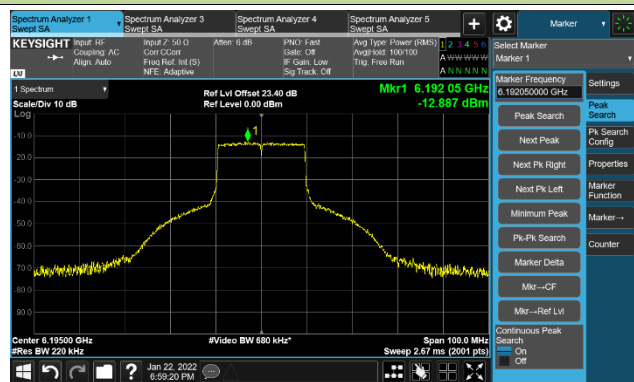 Spectrum Analyzer 1
Swept SA
Spectrum Analyzer 3
Swept SA
Spectrum Analyzer 4
Swept SA
Spectrum Analyzer 5
Swept SA
Marker
KEYSIGHT
Input: RF
Coupling: AC
Align: Auto
Input Z: 50 Ω
Corr CCorr
Freq Ref: Int (S)
NFE: Adaptive
Atten: 6 dB
PNO: Fast
Gate: Off
IF Gain: Low
Sig Track: Off
Avg Type: Power (RMS)
Avg|Hold: 100/100
Trig: Free Run
1 2 3 4 5 6
A W W W W W
A N N N N N
LXI
Select Marker
Marker 1
1 Spectrum
Scale/Div 10 dB
Log
Ref Lvl Offset 23.40 dB
Ref Level 0.00 dBm
Mkr1 6.192 05 GHz
-12.887 dBm
1
-10.0
-20.0
-30.0
-40.0
-50.0
-60.0
-70.0
-80.0
-90.0
Center 6.19500 GHz
#Res BW 220 kHz
#Video BW 680 kHz*
Span 100.0 MHz
Sweep 2.67 ms (2001 pts)
Marker Frequency
6.192050000 GHz
Peak Search
Next Peak
Next Pk Right
Next Pk Left
Minimum Peak
Pk-Pk Search
Marker Delta
Mkr→CF
Mkr→Ref Lvl
Continuous Peak
Search
On
Off
Settings
Peak
Search
Pk Search
Config
Properties
Marker
Function
Marker→
Counter
Jan 22, 2022
6:59:20 PM